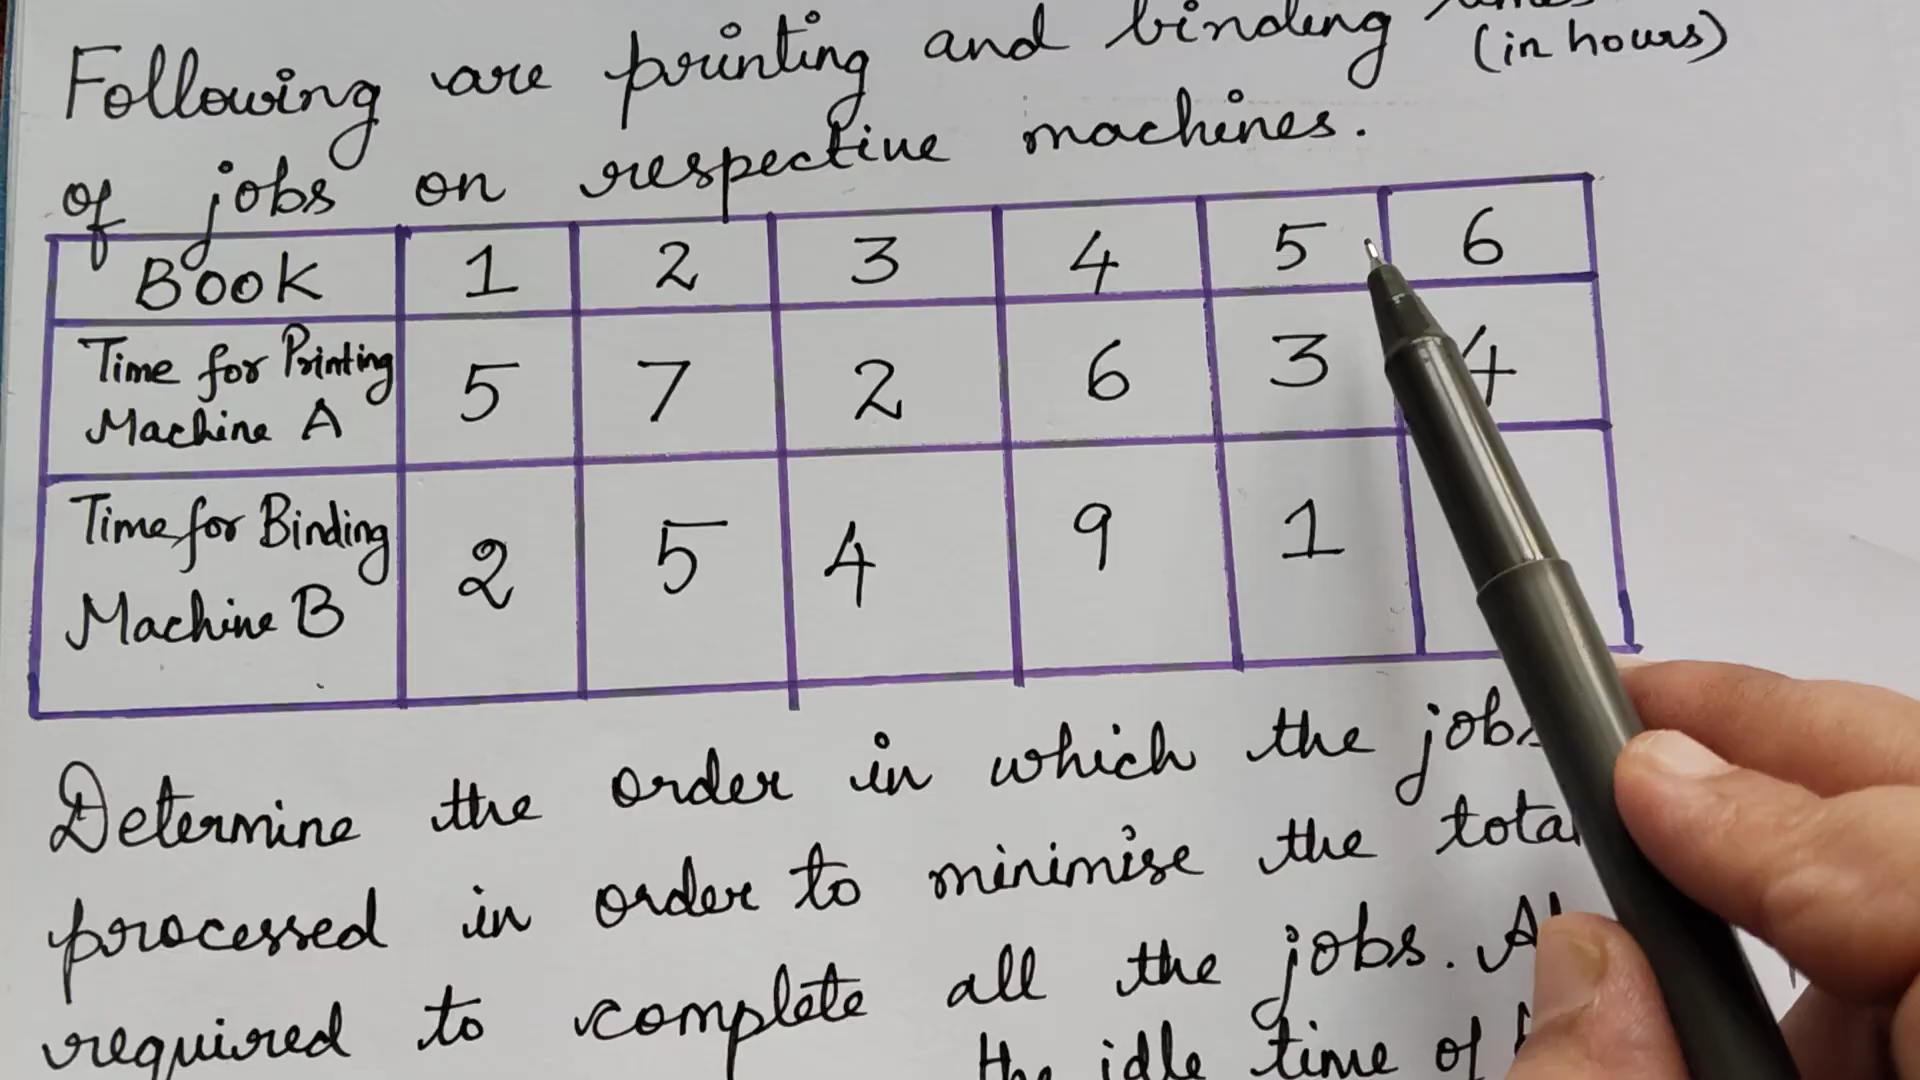 Following are printing and binding
(in hours)
of jobs on respective machines.
Book 1 2 3 4 5 6
Time for Printing
Machine A 5 7 2 6 3 4
Time for Binding
Machine B 2 5 4 9 1
Determine the order in which the jobs
processed in order to minimise the total
required to complete all the jobs.
the idle time of